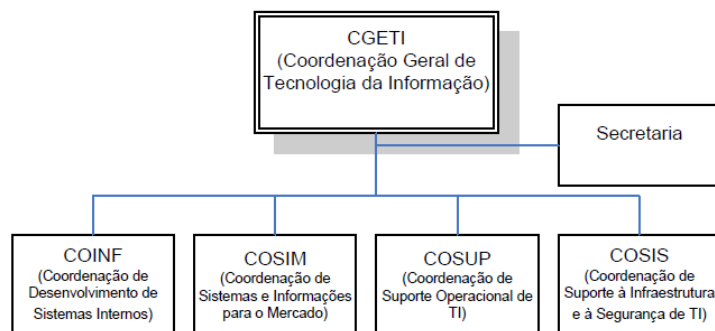 CGETI
(Coordenação Geral de
Tecnologia da Informação)
Secretaria
COINF
(Coordenação de
Desenvolvimento de
Sistemas Internos)
COSIM
(Coordenação de
Sistemas e Informações
para o Mercado)
COSUP
(Coordenação de
Suporte Operacional de
TI)
COSIS
(Coordenação de
Suporte à Infraestrutura
e à Segurança de TI)